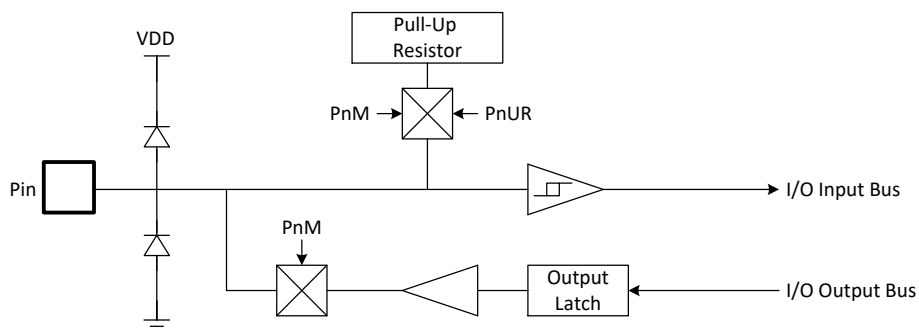 VDD
Pull-Up
Resistor
PnM
PnUR
Pin
I/O Input Bus
PnM
Output
Latch
I/O Output Bus